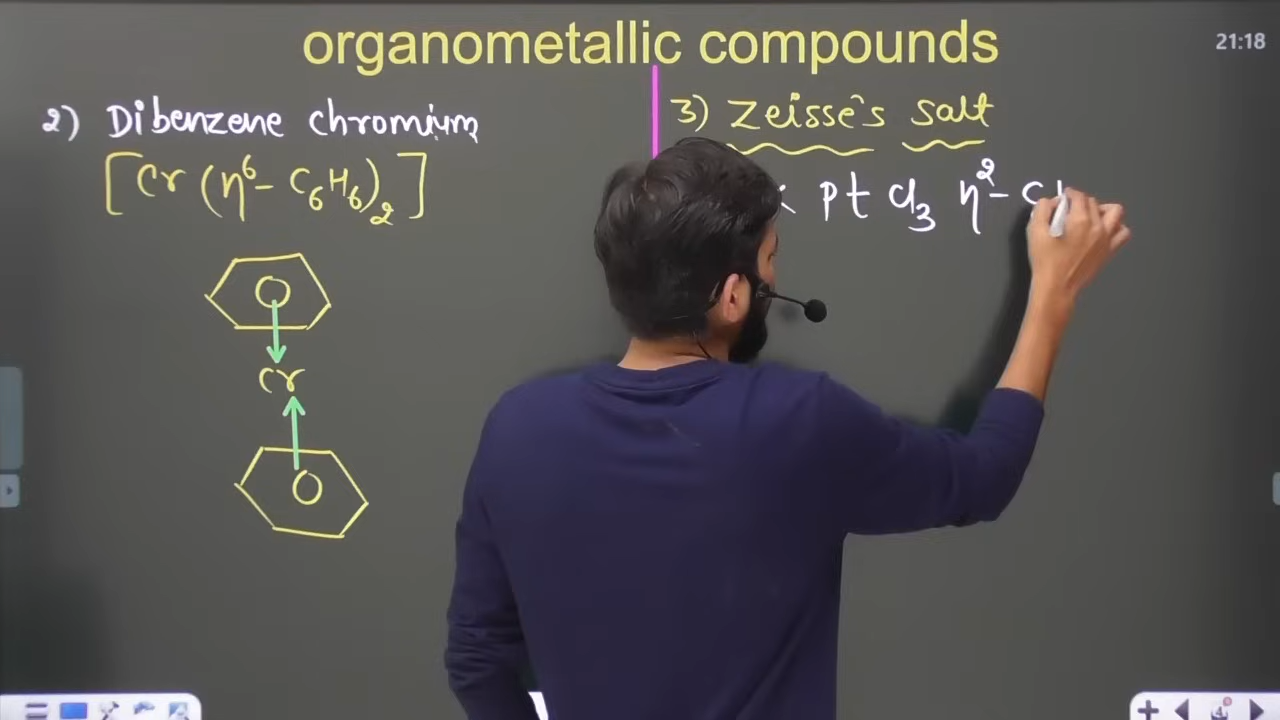 organometallic compounds
21:18
2) Dibenzene chromium
[Cr (η⁶- C₆H₆)₂]
Cr
3) Zeisse's Salt
K pt Cl₃ η²- C